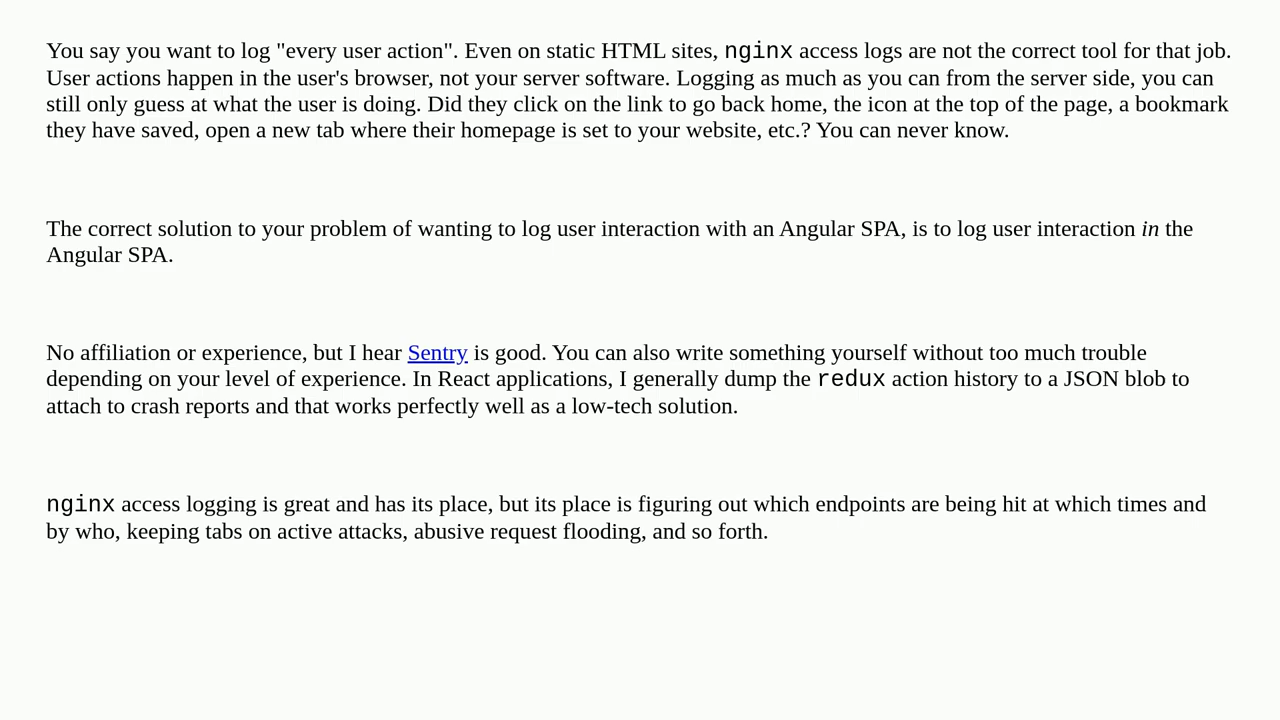 You say you want to log "every user action". Even on static HTML sites, nginx access logs are not the correct tool for that job.
User actions happen in the user's browser, not your server software. Logging as much as you can from the server side, you can
still only guess at what the user is doing. Did they click on the link to go back home, the icon at the top of the page, a bookmark
they have saved, open a new tab where their homepage is set to your website, etc.? You can never know.
The correct solution to your problem of wanting to log user interaction with an Angular SPA, is to log user interaction in the
Angular SPA.
No affiliation or experience, but I hear Sentry is good. You can also write something yourself without too much trouble
depending on your level of experience. In React applications, I generally dump the redux action history to a JSON blob to
attach to crash reports and that works perfectly well as a low-tech solution.
nginx access logging is great and has its place, but its place is figuring out which endpoints are being hit at which times and
by who, keeping tabs on active attacks, abusive request flooding, and so forth.